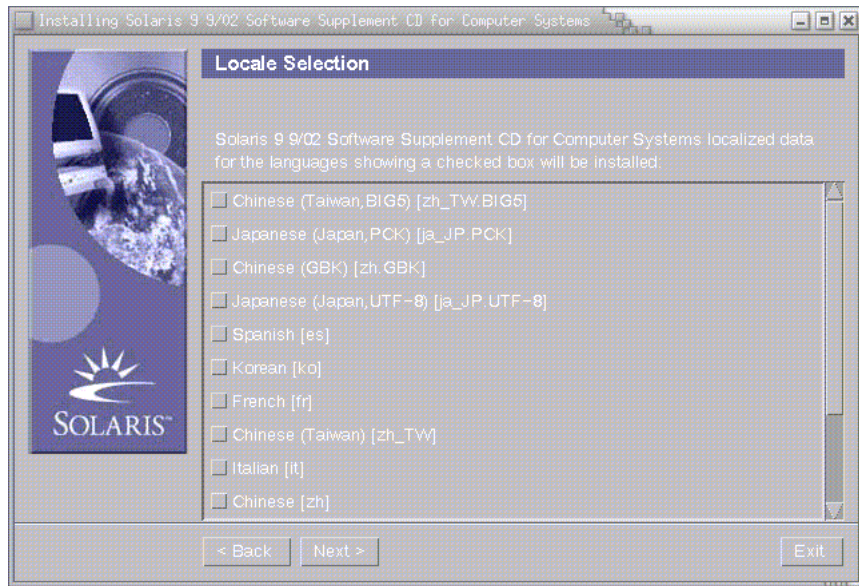 Installing Solaris 9 9/02 Software Supplement CD for Computer Systems
Locale Selection
Solaris 9 9/02 Software Supplement CD for Computer Systems localized data
for the languages showing a checked box will be installed:
Chinese (Taiwan,BIG5) [zh_TW.BIG5]
Japanese (Japan,PCK) [ja_JP.PCK]
Chinese (GBK) [zh.GBK]
Japanese (Japan,UTF-8) [ja_JP.UTF-8]
Spanish [es]
Korean [ko]
French [fr]
Chinese (Taiwan) [zh_TW]
Italian [it]
Chinese [zh]
SOLARIS™
< Back
Next >
Exit